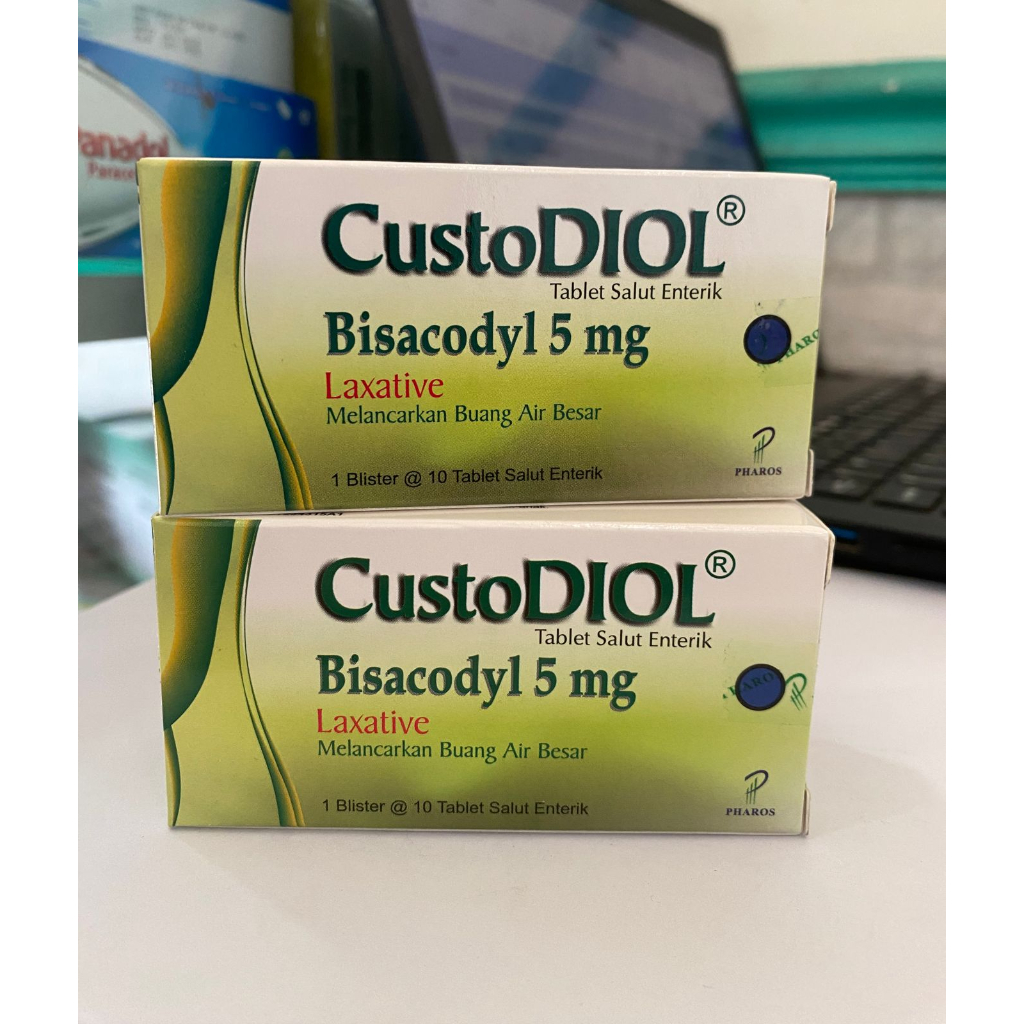 anadol
CustoDIOL®
Tablet Salut Enterik
Bisacodyl 5 mg
Laxative
Melancarkan Buang Air Besar
1 Blister @ 10 Tablet Salut Enterik
PHAROS
CustoDIOL®
Tablet Salut Enterik
Bisacodyl 5 mg
Laxative
Melancarkan Buang Air Besar
1 Blister @ 10 Tablet Salut Enterik
PHAROS